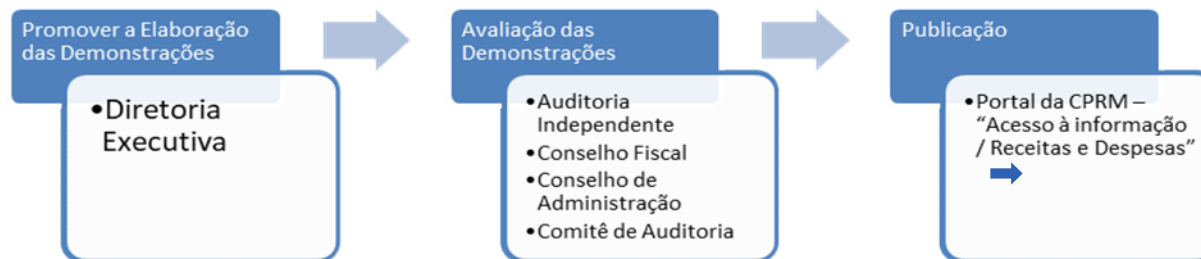 Promover a Elaboração
das Demonstrações
•Diretoria
Executiva
Avaliação das
Demonstrações
•Auditoria
Independente
•Conselho Fiscal
•Conselho de
Administração
•Comitê de Auditoria
Publicação
•Portal da CPRM –
“Acesso à informação
/ Receitas e Despesas”